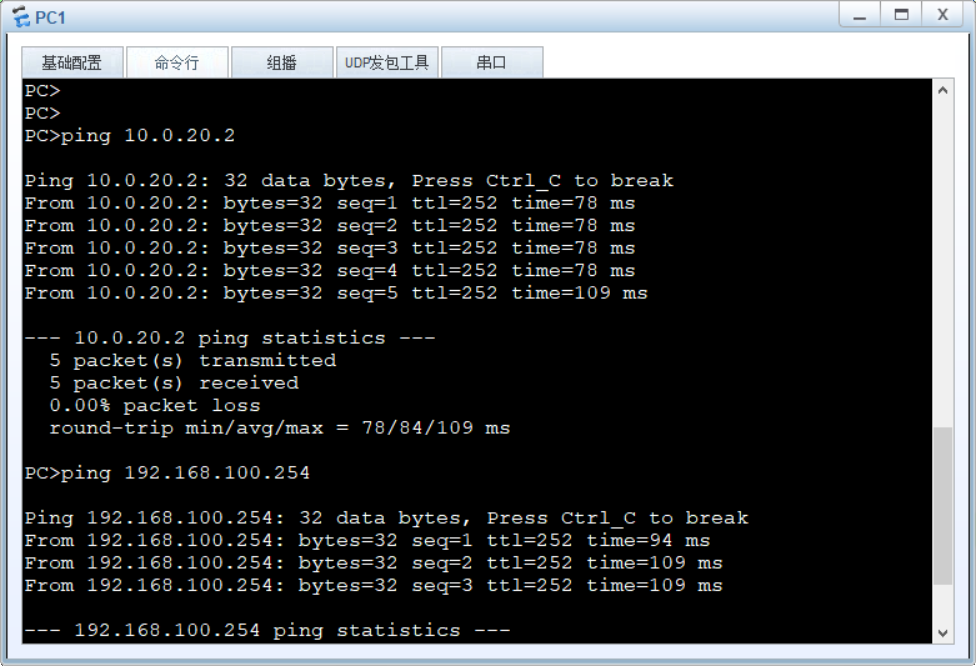 PC1
基础配置 命令行 组播 UDP发包工具 串口
PC>
PC>
PC>ping 10.0.20.2
Ping 10.0.20.2: 32 data bytes, Press Ctrl_C to break
From 10.0.20.2: bytes=32 seq=1 ttl=252 time=78 ms
From 10.0.20.2: bytes=32 seq=2 ttl=252 time=78 ms
From 10.0.20.2: bytes=32 seq=3 ttl=252 time=78 ms
From 10.0.20.2: bytes=32 seq=4 ttl=252 time=78 ms
From 10.0.20.2: bytes=32 seq=5 ttl=252 time=109 ms
--- 10.0.20.2 ping statistics ---
5 packet(s) transmitted
5 packet(s) received
0.00% packet loss
round-trip min/avg/max = 78/84/109 ms
PC>ping 192.168.100.254
Ping 192.168.100.254: 32 data bytes, Press Ctrl_C to break
From 192.168.100.254: bytes=32 seq=1 ttl=252 time=94 ms
From 192.168.100.254: bytes=32 seq=2 ttl=252 time=109 ms
From 192.168.100.254: bytes=32 seq=3 ttl=252 time=109 ms
--- 192.168.100.254 ping statistics ---